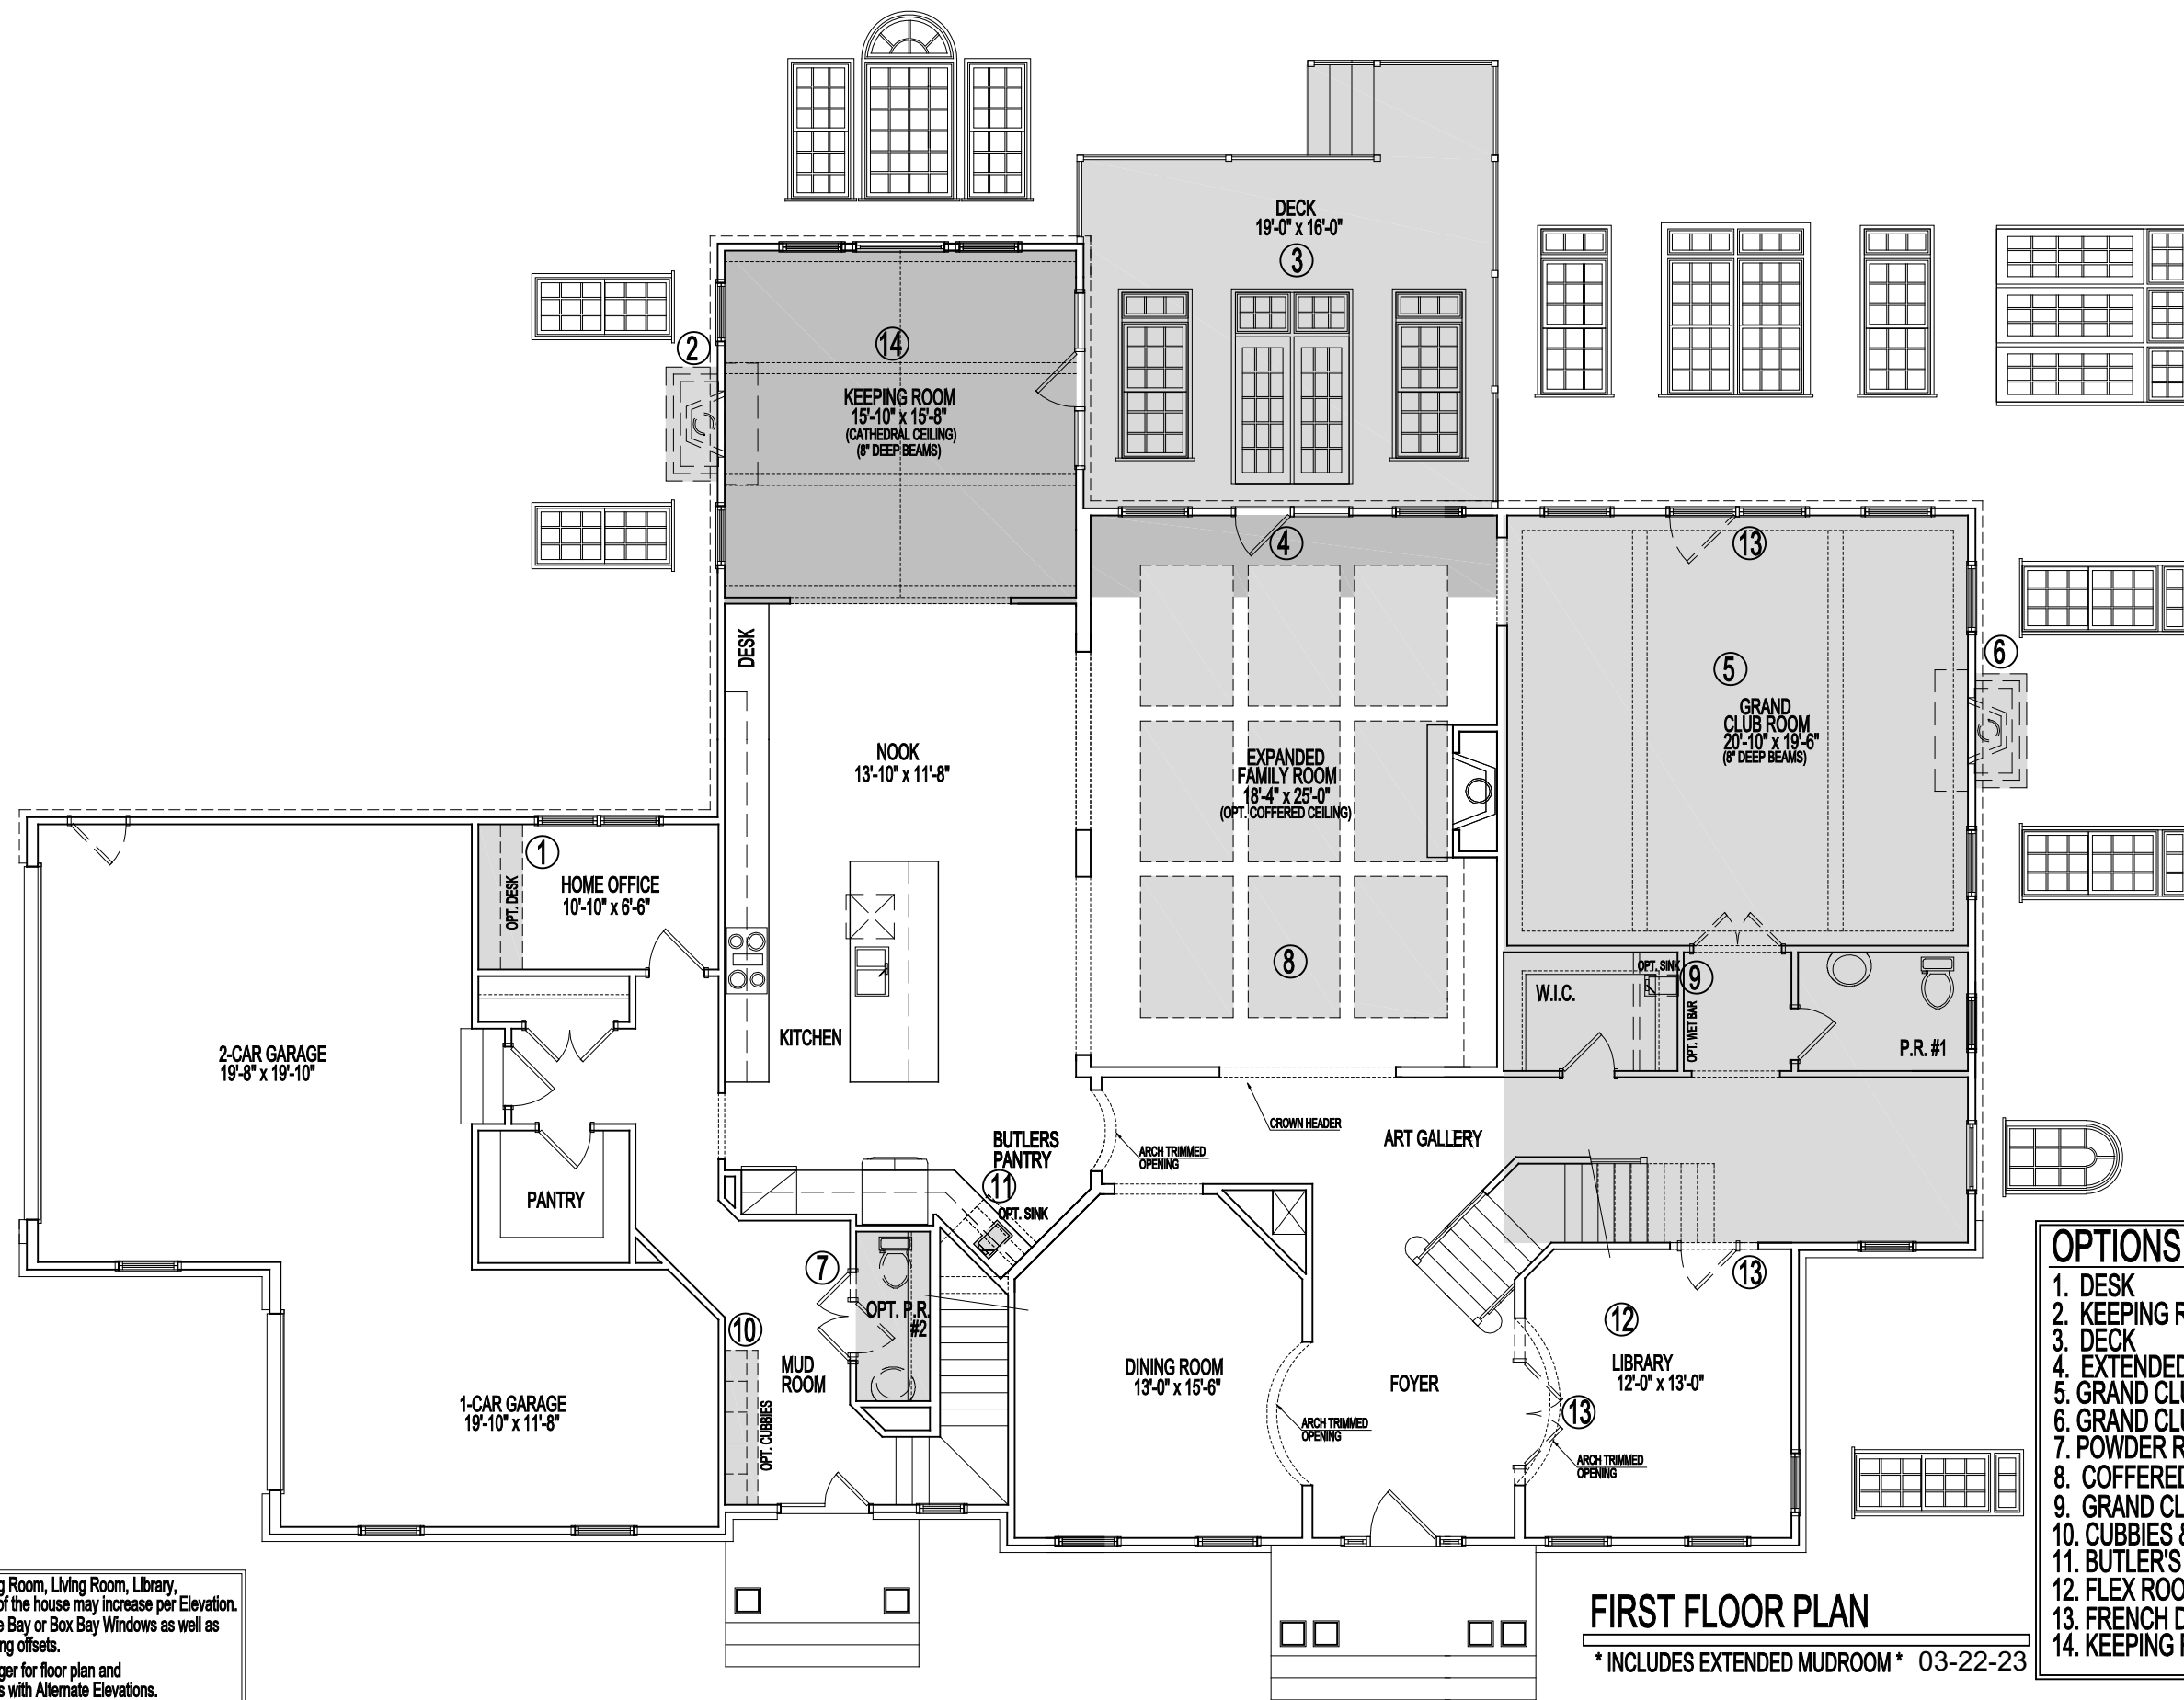 DECK
19'-0" x 16'-0"
3
2
14
KEEPING ROOM
15'-10" x 15'-8"
(CATHEDRAL CEILING)
(8" DEEP BEAMS)
4
13
DESK
5
6
GRAND
CLUB ROOM
20'-10" x 19'-6"
(8" DEEP BEAMS)
NOOK
13'-10" x 11'-8"
EXPANDED
FAMILY ROOM
18'-4" x 25'-0"
(OPT. COFFERED CEILING)
1
OPT. DESK
HOME OFFICE
10'-10" x 6'-6"
8
OPT. SINK
9
W.I.C.
OPT. WET BAR
P.R. #1
2-CAR GARAGE
19'-8" x 19'-10"
KITCHEN
CROWN HEADER
ART GALLERY
BUTLERS
PANTRY
ARCH TRIMMED
OPENING
11
OPT. SINK
PANTRY
7
OPT. P.R.
#2
10
MUD
ROOM
OPT. CUBBIES
1-CAR GARAGE
19'-10" x 11'-8"
DINING ROOM
13'-0" x 15'-6"
FOYER
ARCH TRIMMED
OPENING
13
12
LIBRARY
12'-0" x 13'-0"
13
ARCH TRIMMED
OPENING
OPTIONS
1. DESK
2. KEEPING R
3. DECK
4. EXTENDED
5. GRAND CLU
6. GRAND CLU
7. POWDER R
8. COFFERED
9. GRAND CL
10. CUBBIES &
11. BUTLER'S
12. FLEX ROO
13. FRENCH D
14. KEEPING
g Room, Living Room, Library,
of the house may increase per Elevation.
e Bay or Box Bay Windows as well as
ng offsets.
ger for floor plan and
s with Alternate Elevations.
FIRST FLOOR PLAN
* INCLUDES EXTENDED MUDROOM * 03-22-23